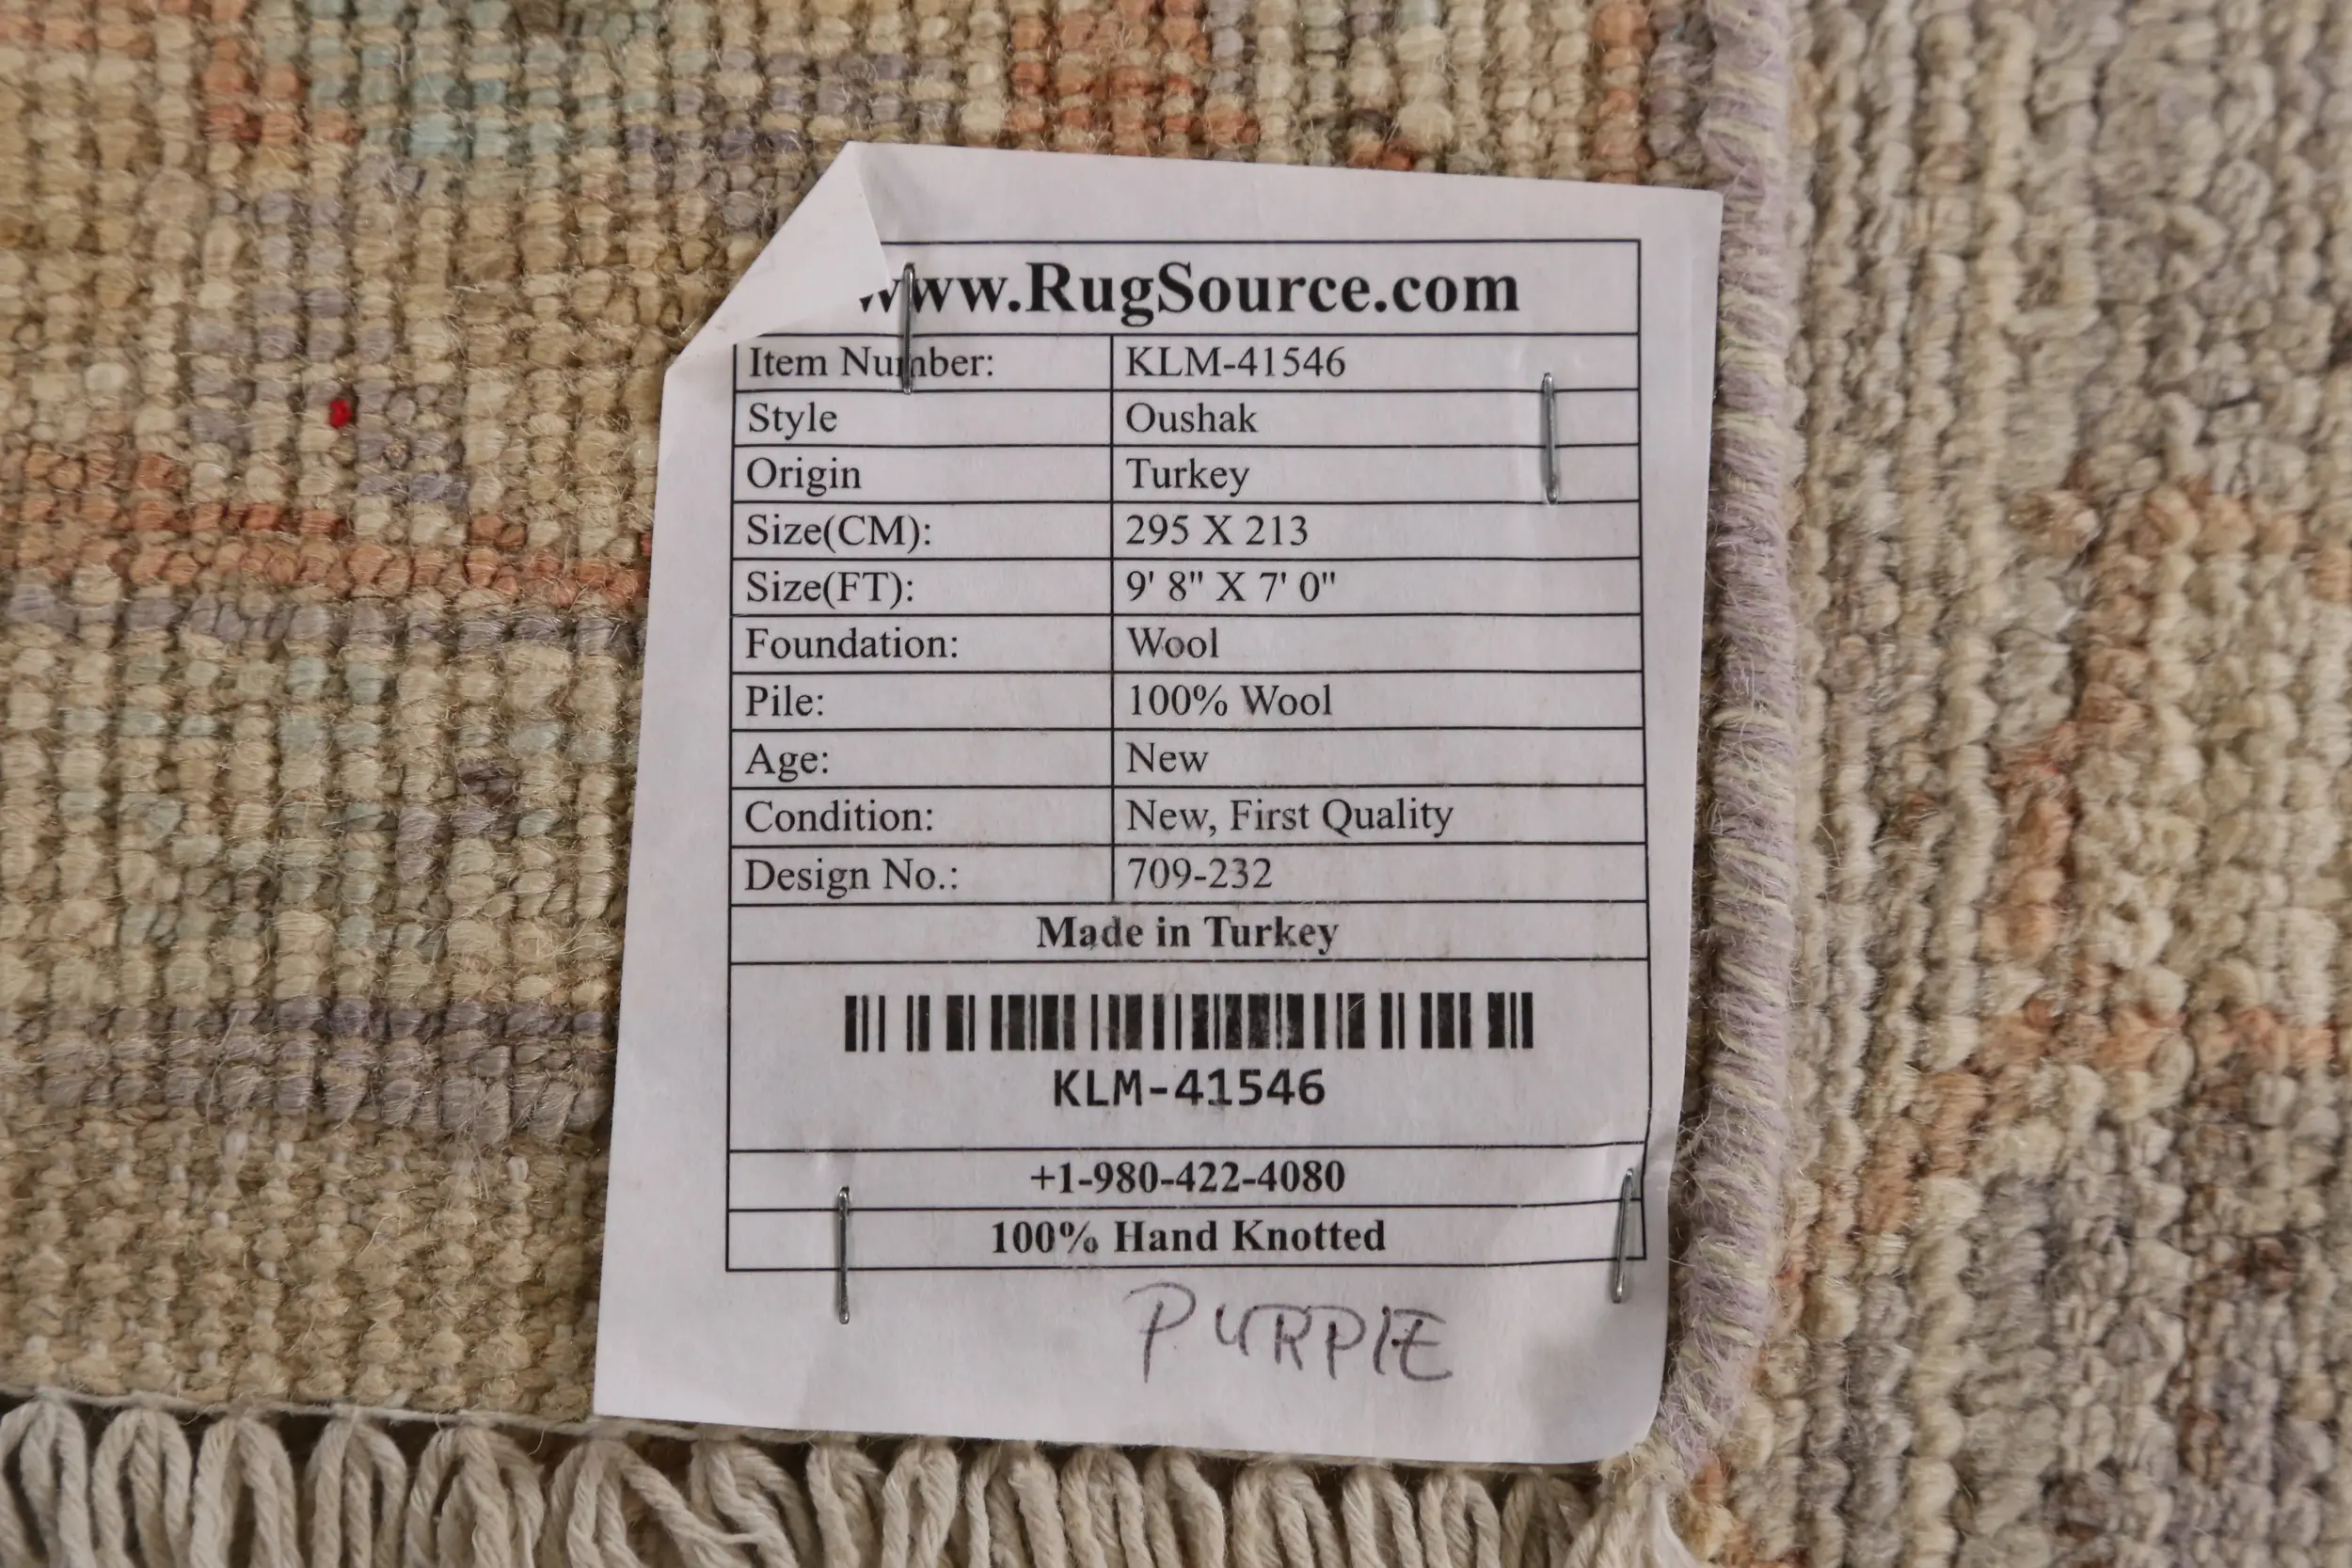 www.RugSource.com
Item Number: KLM-41546
Style Oushak
Origin Turkey
Size(CM): 295 X 213
Size(FT): 9' 8" X 7' 0"
Foundation: Wool
Pile: 100% Wool
Age: New
Condition: New, First Quality
Design No.: 709-232
Made in Turkey
KLM-41546
+1-980-422-4080
100% Hand Knotted
PURPLE